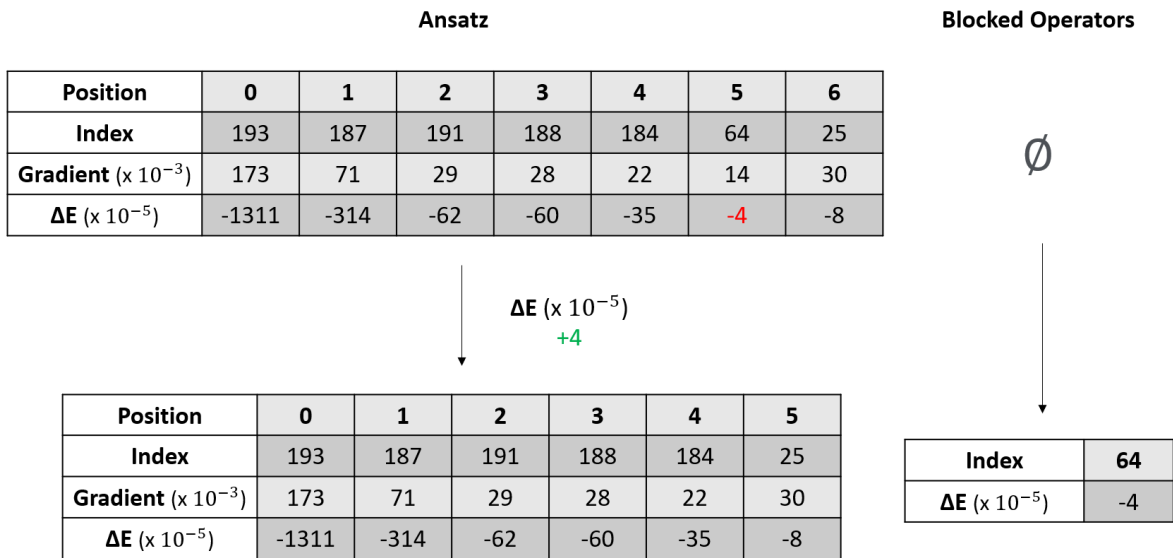 Ansatz
Blocked Operators
Position 0 1 2 3 4 5 6
Index 193 187 191 188 184 64 25
Gradient (x 10⁻³) 173 71 29 28 22 14 30
ΔE (x 10⁻⁵) -1311 -314 -62 -60 -35 -4 -8
∅
ΔE (x 10⁻⁵)
+4
Position 0 1 2 3 4 5
Index 193 187 191 188 184 25
Gradient (x 10⁻³) 173 71 29 28 22 30
ΔE (x 10⁻⁵) -1311 -314 -62 -60 -35 -8
Index 64
ΔE (x 10⁻⁵) -4